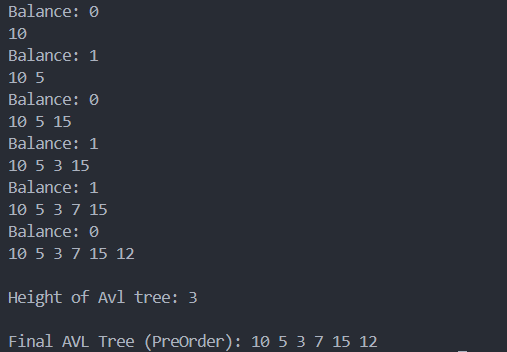 Balance: 0
10
Balance: 1
10 5
Balance: 0
10 5 15
Balance: 1
10 5 3 15
Balance: 1
10 5 3 7 15
Balance: 0
10 5 3 7 15 12
Height of Avl tree: 3
Final AVL Tree (PreOrder): 10 5 3 7 15 12